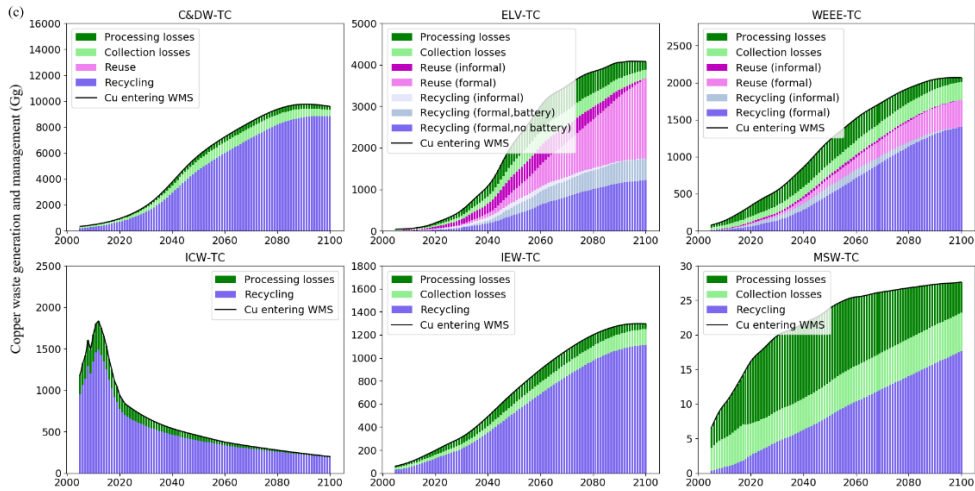 (c)
Copper waste generation and management (Gg)
C&DW-TC
16000
14000
12000
10000
8000
6000
4000
2000
0
Processing losses
Collection losses
Reuse
Recycling
Cu entering WMS
2000 2020 2040 2060 2080 2100
ELV-TC
5000
4000
3000
2000
1000
0
Processing losses
Collection losses
Reuse (informal)
Reuse (formal)
Recycling (informal)
Recycling (formal,battery)
Recycling (formal,no battery)
Cu entering WMS
2000 2020 2040 2060 2080 2100
WEEE-TC
2500
2000
1500
1000
500
0
Processing losses
Collection losses
Reuse (informal)
Reuse (formal)
Recycling (informal)
Recycling (formal)
Cu entering WMS
2000 2020 2040 2060 2080 2100
ICW-TC
2500
2000
1500
1000
500
0
Processing losses
Recycling
Cu entering WMS
2000 2020 2040 2060 2080 2100
IEW-TC
1800
1600
1400
1200
1000
800
600
400
200
0
Processing losses
Collection losses
Recycling
Cu entering WMS
2000 2020 2040 2060 2080 2100
MSW-TC
30
25
20
15
10
5
0
Processing losses
Collection losses
Recycling
Cu entering WMS
2000 2020 2040 2060 2080 2100